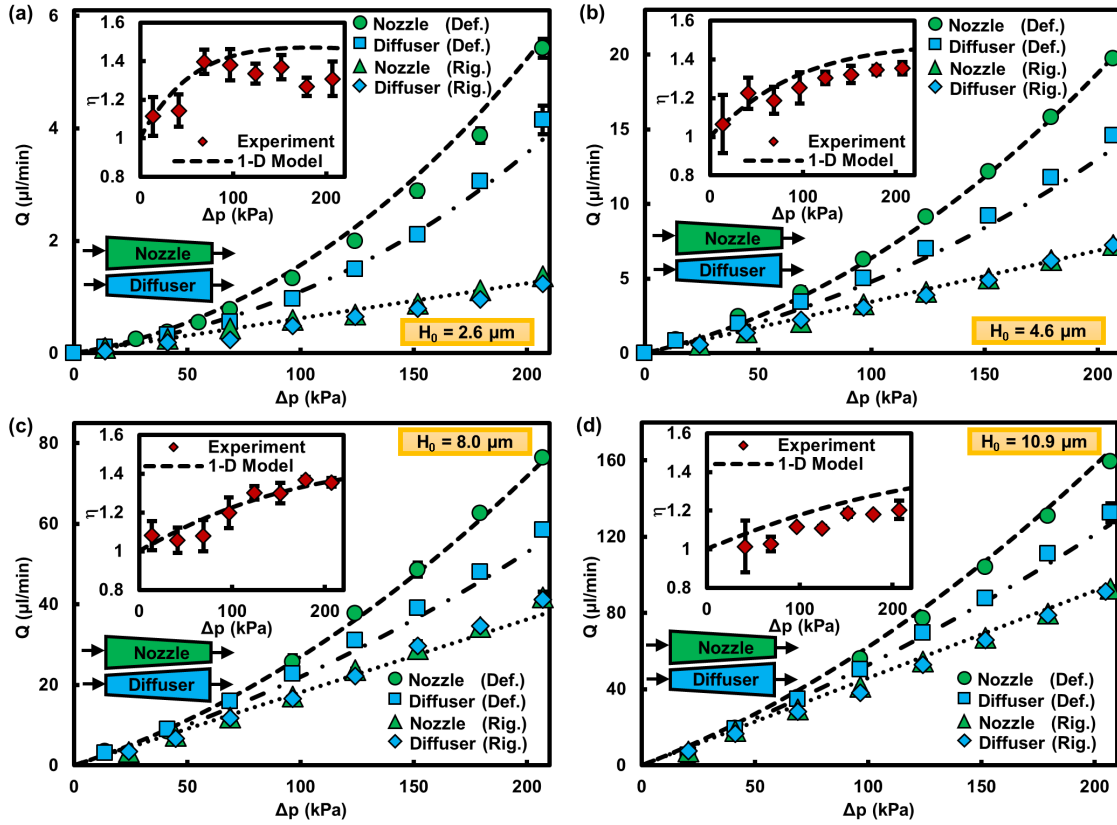 (a)
Nozzle (Def.)
Diffuser (Def.)
Nozzle (Rig.)
Diffuser (Rig.)
1.6
1.4
1.2
1
0.8
η
Experiment
1-D Model
0 100 200
Δp (kPa)
6
4
2
0
Q (µl/min)
Nozzle
Diffuser
H0 = 2.6 µm
0 50 100 150 200
Δp (kPa)
(b)
Nozzle (Def.)
Diffuser (Def.)
Nozzle (Rig.)
Diffuser (Rig.)
1.6
1.4
1.2
1
0.8
η
Experiment
1-D Model
0 100 200
Δp (kPa)
20
15
10
5
0
Q (µl/min)
Nozzle
Diffuser
H0 = 4.6 µm
0 50 100 150 200
Δp (kPa)
(c)
H0 = 8.0 µm
1.6
1.4
1.2
1
0.8
η
Experiment
1-D Model
0 100 200
Δp (kPa)
80
60
40
20
0
Q (µl/min)
Nozzle
Diffuser
Nozzle (Def.)
Diffuser (Def.)
Nozzle (Rig.)
Diffuser (Rig.)
0 50 100 150 200
Δp (kPa)
(d)
H0 = 10.9 µm
1.6
1.4
1.2
1
0.8
η
Experiment
1-D Model
0 100 200
Δp (kPa)
160
120
80
40
0
Q (µl/min)
Nozzle
Diffuser
Nozzle (Def.)
Diffuser (Def.)
Nozzle (Rig.)
Diffuser (Rig.)
0 50 100 150 200
Δp (kPa)